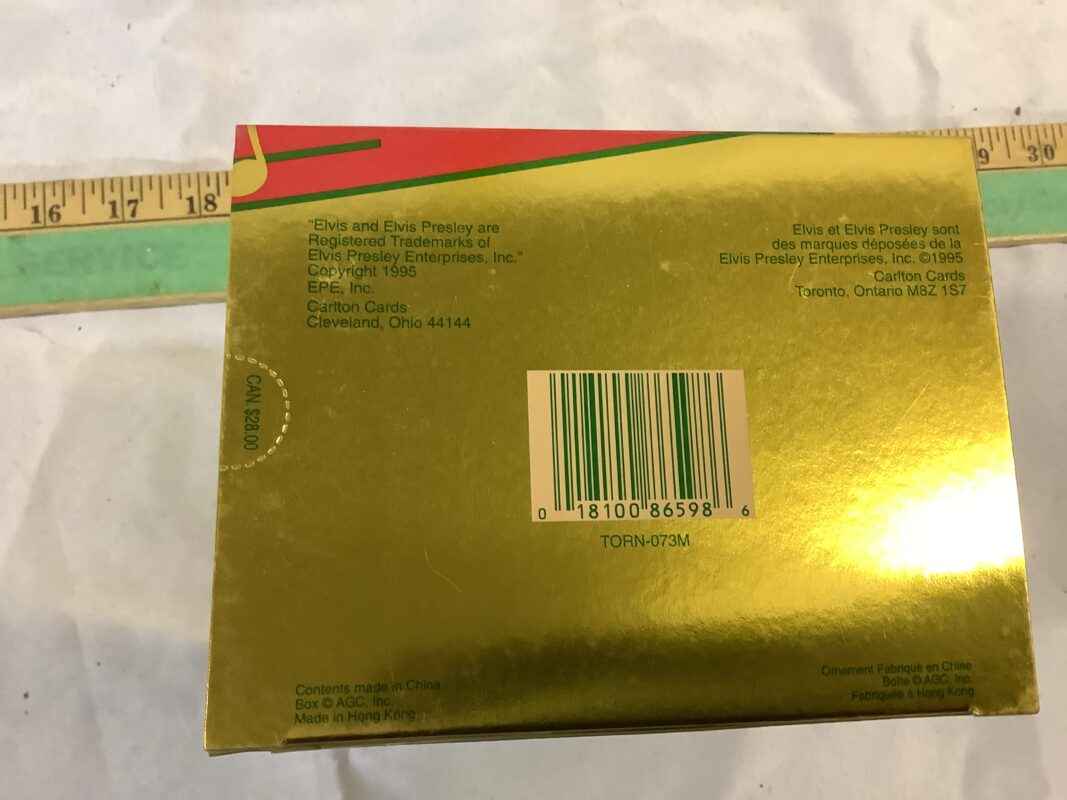 16 17 18
9 30
SERVICE
"Elvis and Elvis Presley are
Registered Trademarks of
Elvis Presley Enterprises, Inc."
Copyright 1995
EPE, Inc.
Carlton Cards
Cleveland, Ohio 44144
Elvis et Elvis Presley sont
des marques déposées de la
Elvis Presley Enterprises, Inc. ©1995
Carlton Cards
Toronto, Ontario M8Z 1S7
CAN. $28.00
0 18100 86598 6
TORN-073M
Contents made in China
Box © AGC, Inc.
Made in Hong Kong
Ornement Fabriqué en Chine
Boîte © AGC, Inc.
Fabriquée à Hong Kong